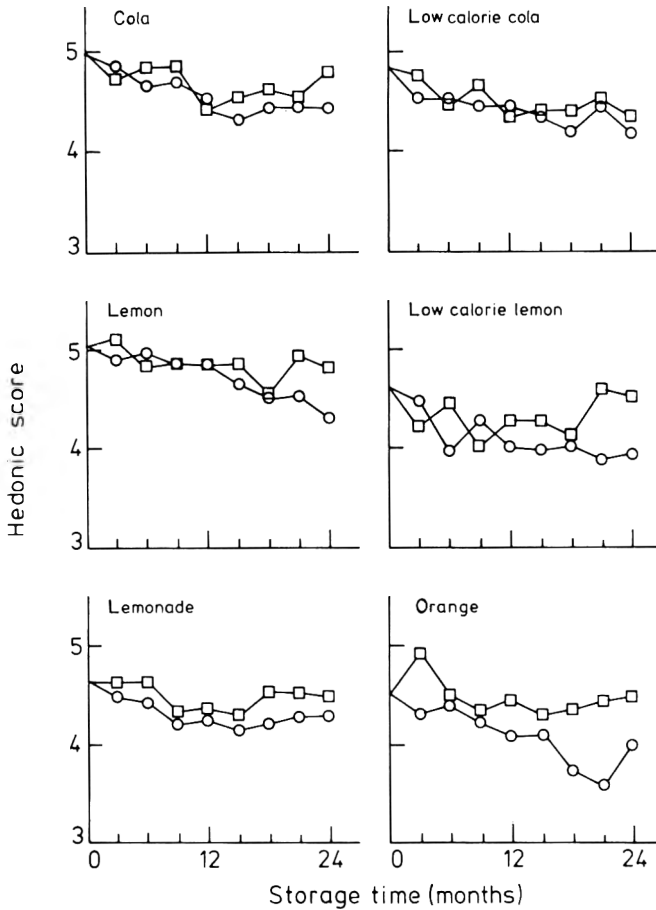 Cola
Low calorie cola
5
4
3
Lemon
Low calorie lemon
5
4
3
Hedonic score
Lemonade
Orange
5
4
3
0 12 24 0 12 24
Storage time (months)